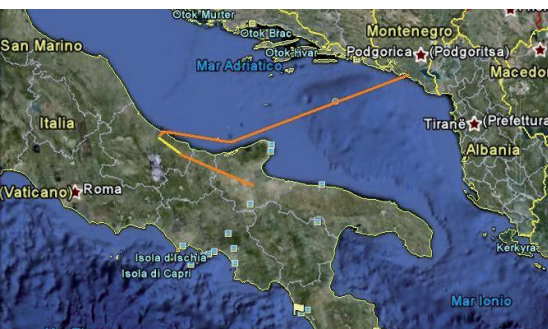 Otok Murter
San Marino
Otok Brac
Montenegro
Otok Hvar
Podgorica (Podgoritsa)
Mar Adriatico
Macedo
Italia
Tiranë (Prefettura
Albania
(Vaticano) Roma
Kerkyra
Isola d'Ischia
Isola di Capri
Mar Ionio